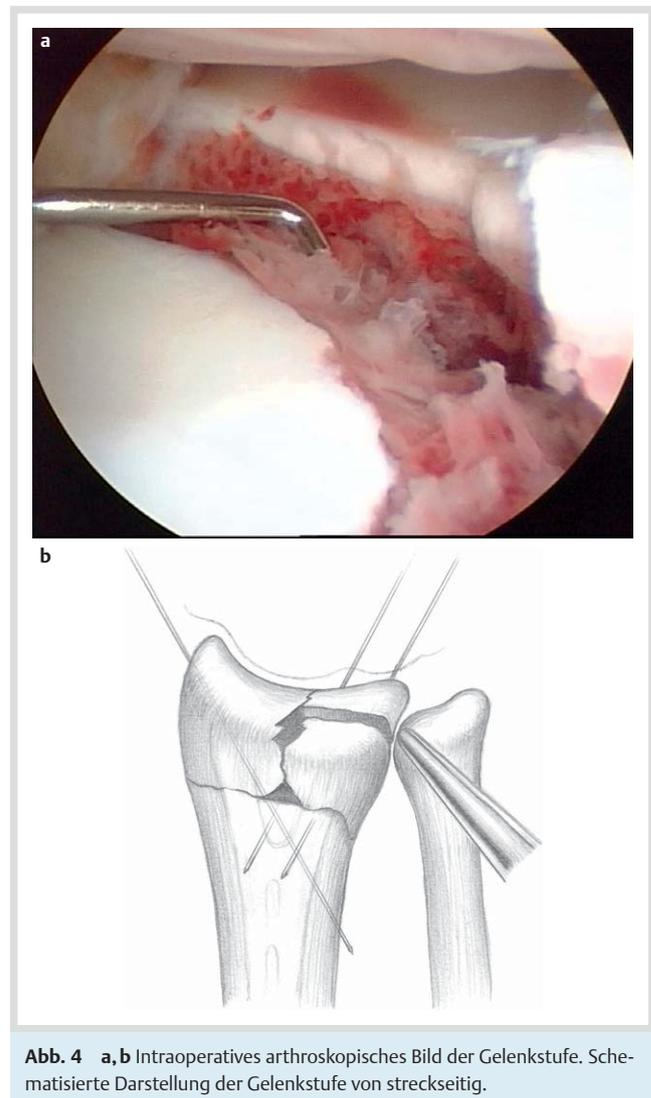 a
b
Abb. 4 a, b Intraoperatives arthroskopisches Bild der Gelenkstufe. Sche-
matisierte Darstellung der Gelenkstufe von streckseitig.